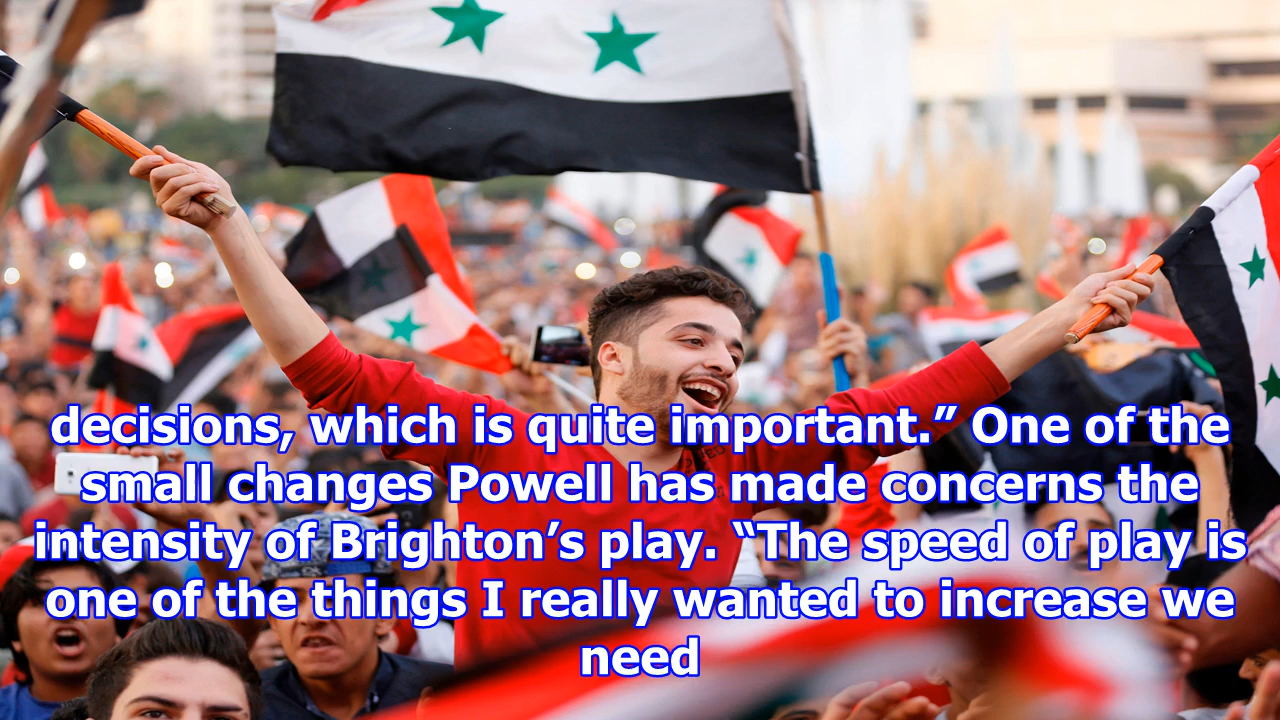 decisions, which is quite important.” One of the
small changes Powell has made concerns the
intensity of Brighton’s play. “The speed of play is
one of the things I really wanted to increase we
need